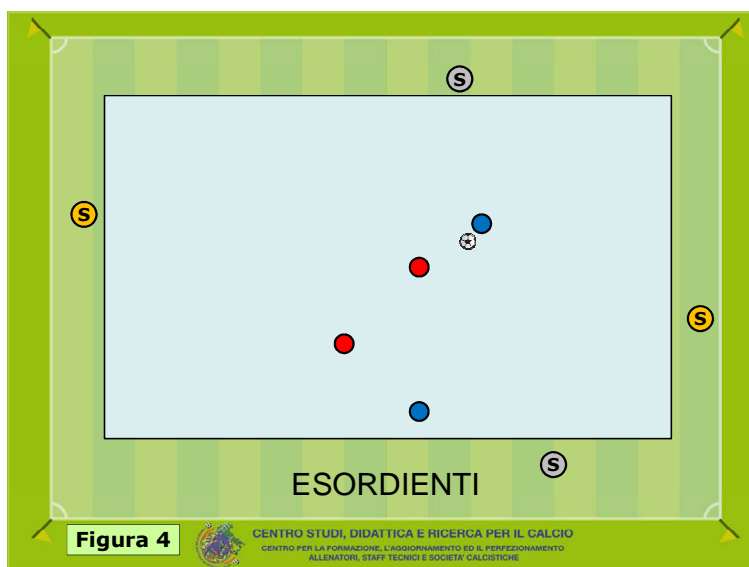 S
S
S
S
ESORDIENTI
Figura 4
CENTRO STUDI, DIDATTICA E RICERCA PER IL CALCIO
CENTRO PER LA FORMAZIONE, L'AGGIORNAMENTO ED IL PERFEZIONAMENTO
ALLENATORI, STAFF TECNICI E SOCIETA' CALCISTICHE